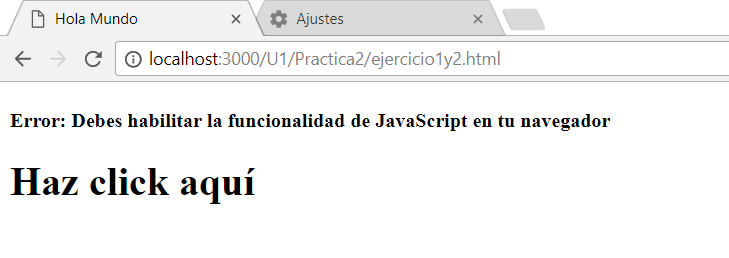 Hola Mundo
Ajustes
localhost:3000/U1/Practica2/ejercicio1y2.html
Error: Debes habilitar la funcionalidad de JavaScript en tu navegador
Haz click aquí